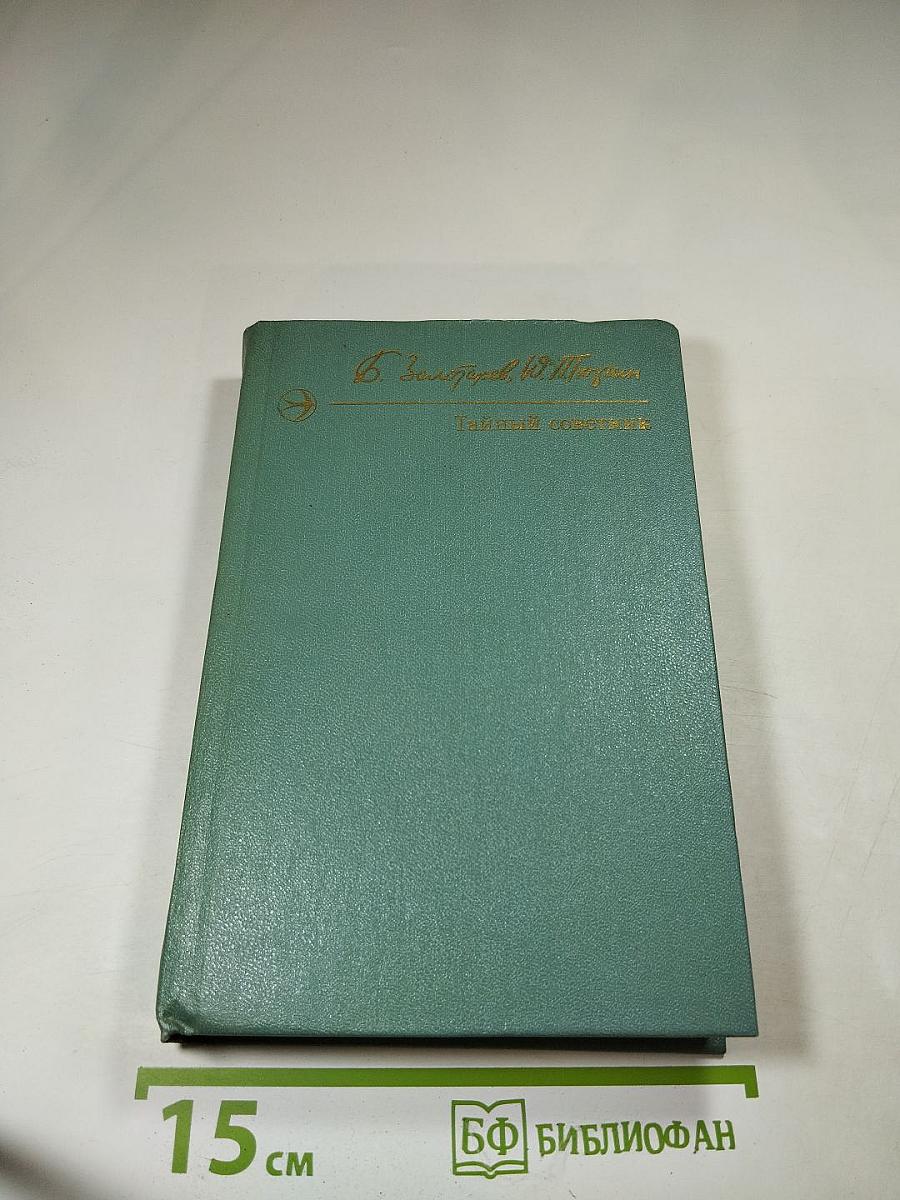 Б. Золотарев, Ю. Тюрин
Тайный советник
15 см
БФ БИБЛИОФАН